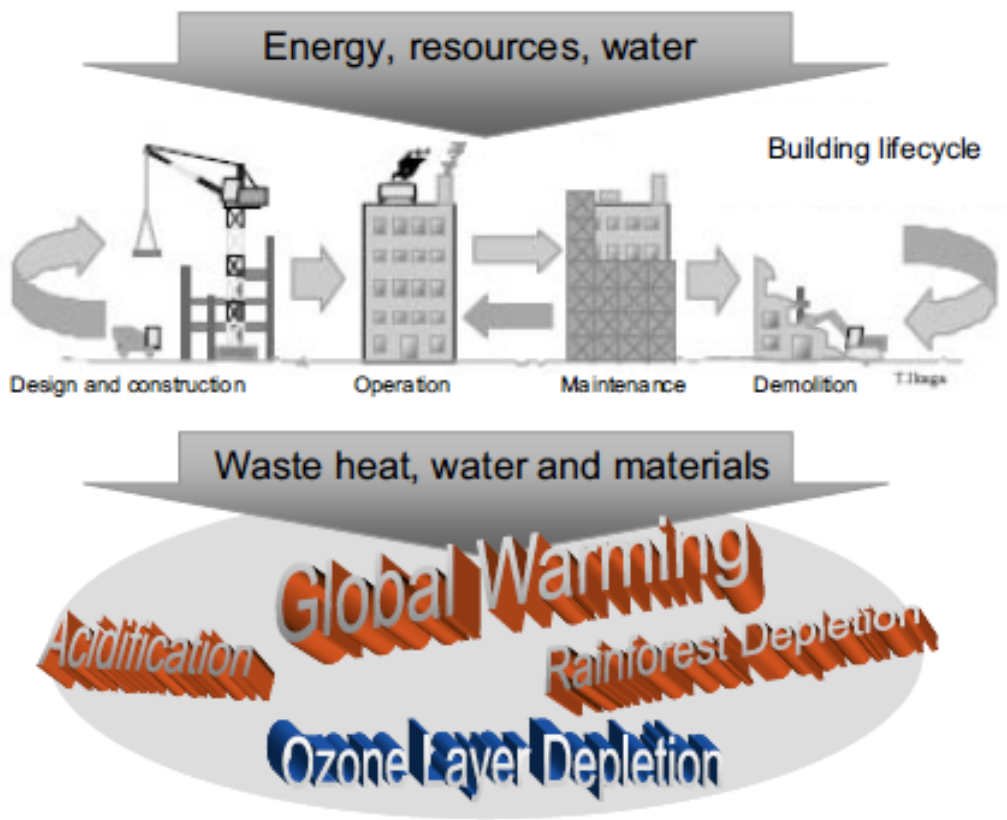 Energy, resources, water
Building lifecycle
Design and construction
Operation
Maintenance
Demolition
T.Ikaga
Waste heat, water and materials
Global Warming
Acidification
Rainforest Depletion
Ozone Layer Depletion